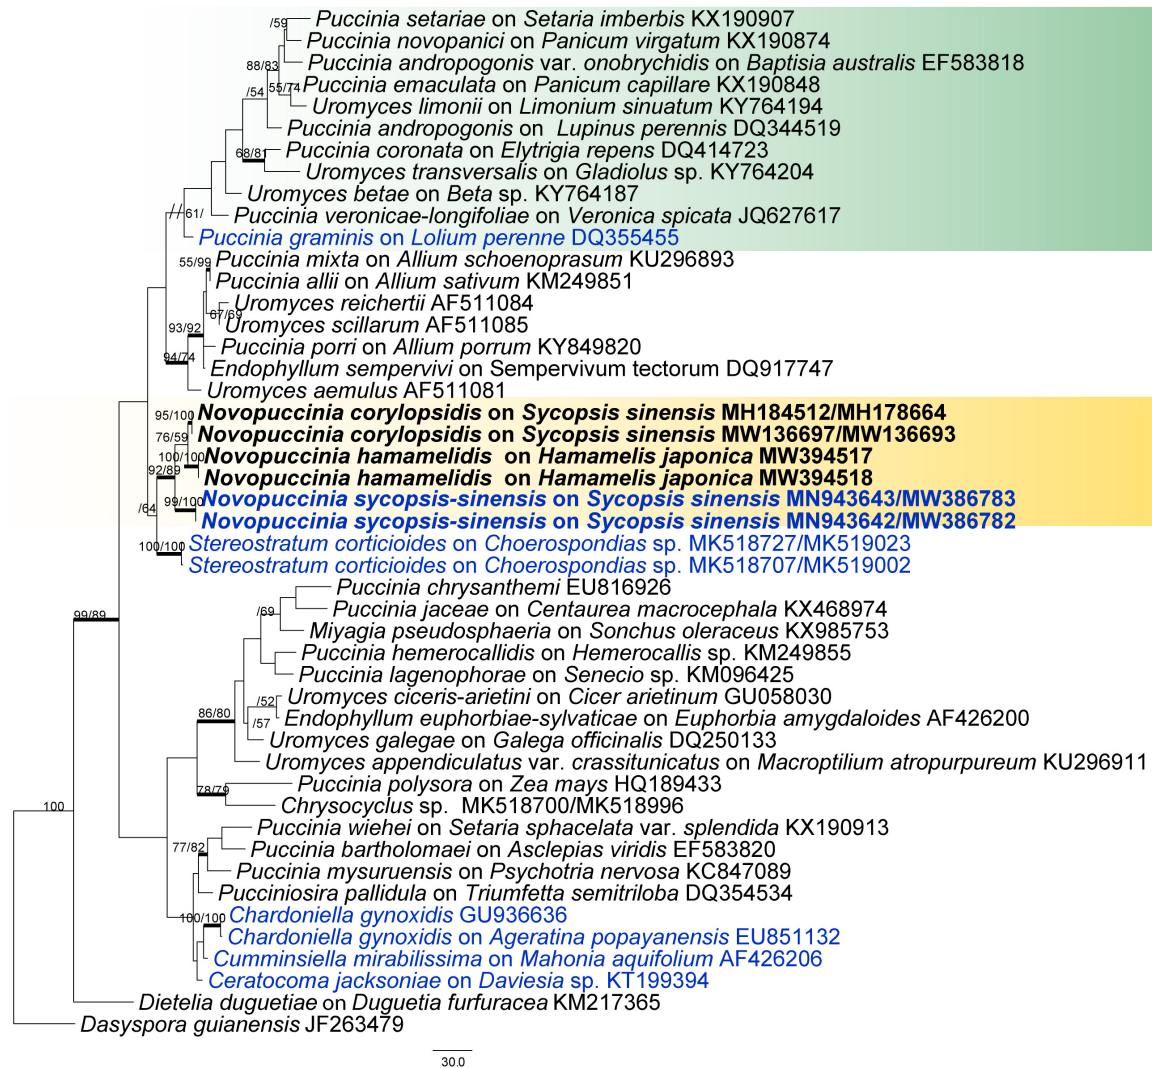 /59
Puccinia setariae on Setaria imberbis KX190907
Puccinia novopanici on Panicum virgatum KX190874
Puccinia andropogonis var. onobrychidis on Baptisia australis EF583818
88/83
55/74
Puccinia emaculata on Panicum capillare KX190848
/54
Uromyces limonii on Limonium sinuatum KY764194
Puccinia andropogonis on Lupinus perennis DQ344519
68/81
Puccinia coronata on Elytrigia repens DQ414723
Uromyces transversalis on Gladiolus sp. KY764204
Uromyces betae on Beta sp. KY764187
61/
Puccinia veronicae-longifoliae on Veronica spicata JQ627617
Puccinia graminis on Lolium perenne DQ355455
55/99
Puccinia mixta on Allium schoenoprasum KU296893
Puccinia allii on Allium sativum KM249851
Uromyces reichertii AF511084
67/69
Uromyces scillarum AF511085
93/92
Puccinia porri on Allium porrum KY849820
94/74
Endophyllum sempervivi on Sempervivum tectorum DQ917747
Uromyces aemulus AF511081
95/100
Novopuccinia corylopsidis on Sycopsis sinensis MH184512/MH178664
76/59
Novopuccinia corylopsidis on Sycopsis sinensis MW136697/MW136693
100/100
Novopuccinia hamamelidis on Hamamelis japonica MW394517
92/89
Novopuccinia hamamelidis on Hamamelis japonica MW394518
99/100
Novopuccinia sycopsis-sinensis on Sycopsis sinensis MN943643/MW386783
/64
Novopuccinia sycopsis-sinensis on Sycopsis sinensis MN943642/MW386782
100/100
Stereostratum corticioides on Choerospondias sp. MK518727/MK519023
Stereostratum corticioides on Choerospondias sp. MK518707/MK519002
Puccinia chrysanthemi EU816926
/69
Puccinia jaceae on Centaurea macrocephala KX468974
99/89
Miyagia pseudosphaeria on Sonchus oleraceus KX985753
Puccinia hemerocallidis on Hemerocallis sp. KM249855
Puccinia lagenophorae on Senecio sp. KM096425
/52
Uromyces ciceris-arietini on Cicer arietinum GU058030
86/80
/57
Endophyllum euphorbiae-sylvaticae on Euphorbia amygdaloides AF426200
Uromyces galegae on Galega officinalis DQ250133
Uromyces appendiculatus var. crassitunicatus on Macroptilium atropurpureum KU296911
78/79
Puccinia polysora on Zea mays HQ189433
100
Chrysocyclus sp. MK518700/MK518996
Puccinia wiehei on Setaria sphacelata var. splendida KX190913
77/82
Puccinia bartholomaei on Asclepias viridis EF583820
Puccinia mysuruensis on Psychotria nervosa KC847089
Pucciniosira pallidula on Triumfetta semitriloba DQ354534
100/100
Chardoniella gynoxidis GU936636
Chardoniella gynoxidis on Ageratina popayanensis EU851132
Cumminsiella mirabilissima on Mahonia aquifolium AF426206
Ceratocoma jacksoniae on Daviesia sp. KT199394
Dietelia duguetiae on Duguetia furfuracea KM217365
Dasyspora guianensis JF263479
30.0